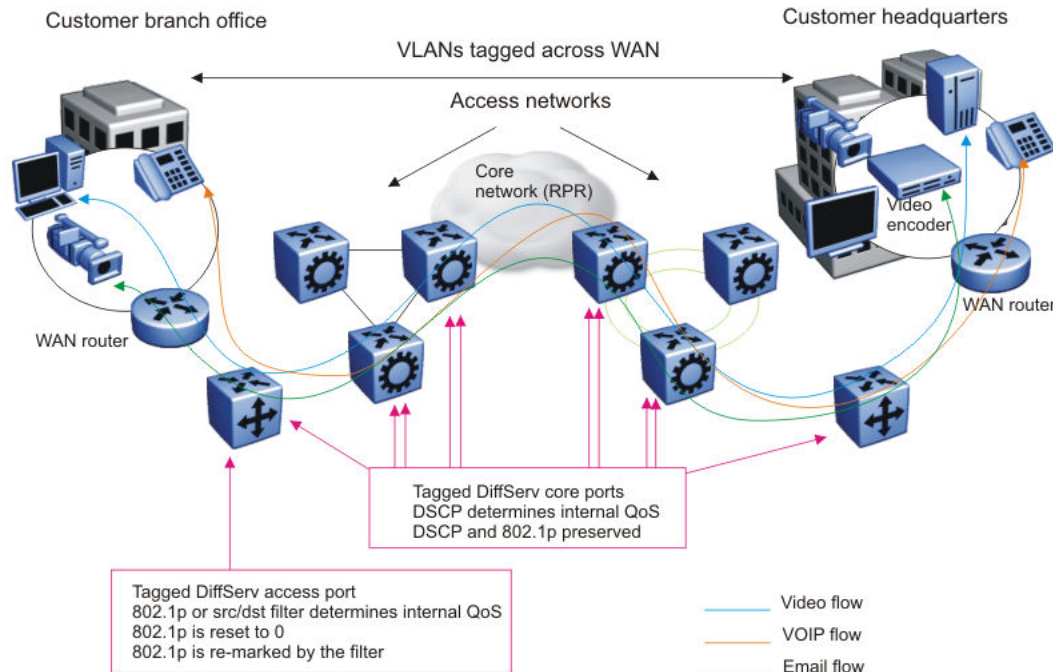 Customer branch office
Customer headquarters
VLANs tagged across WAN
Access networks
Core
network (RPR)
Video
encoder
WAN router
WAN router
Tagged DiffServ core ports
DSCP determines internal QoS
DSCP and 802.1p preserved
Tagged DiffServ access port
802.1p or src/dst filter determines internal QoS
802.1p is reset to 0
802.1p is re-marked by the filter
Video flow
VOIP flow
Email flow